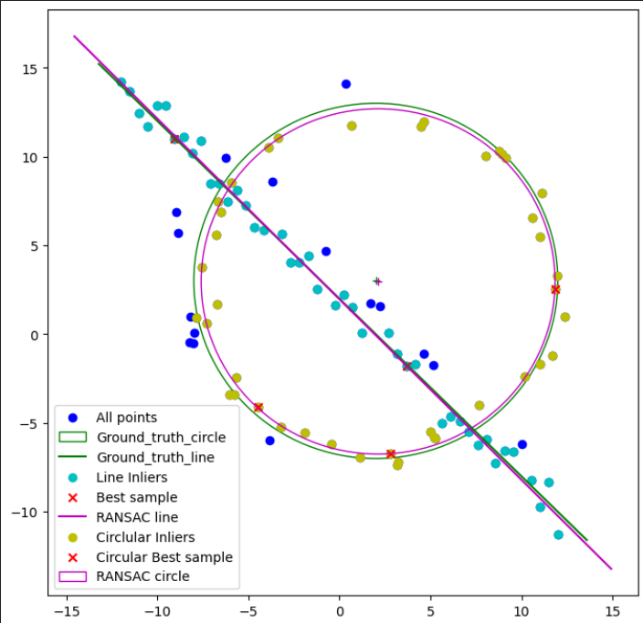 15
10
5
0
−5
−10
All points
Ground_truth_circle
Ground_truth_line
Line Inliers
Best sample
RANSAC line
Circlular Inliers
Circular Best sample
RANSAC circle
−15 −10 −5 0 5 10 15